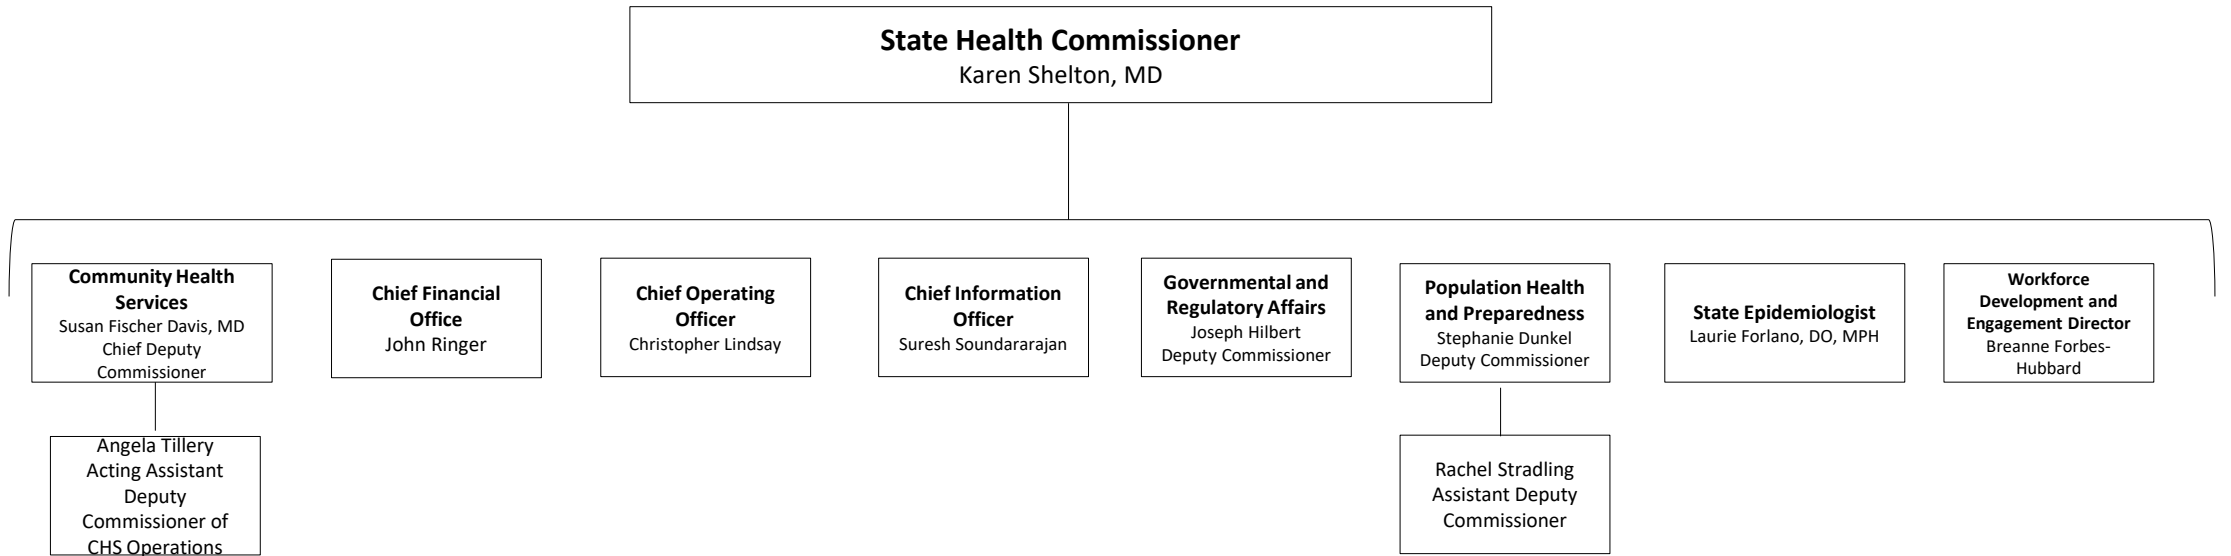 State Health Commissioner
Karen Shelton, MD
Community Health
Services
Susan Fischer Davis, MD
Chief Deputy
Commissioner
Chief Financial
Office
John Ringer
Chief Operating
Officer
Christopher Lindsay
Chief Information
Officer
Suresh Soundararajan
Governmental and
Regulatory Affairs
Joseph Hilbert
Deputy Commissioner
Population Health
and Preparedness
Stephanie Dunkel
Deputy Commissioner
State Epidemiologist
Laurie Forlano, DO, MPH
Workforce
Development and
Engagement Director
Breanne Forbes-
Hubbard
Angela Tillery
Acting Assistant
Deputy
Commissioner of
CHS Operations
Rachel Stradling
Assistant Deputy
Commissioner